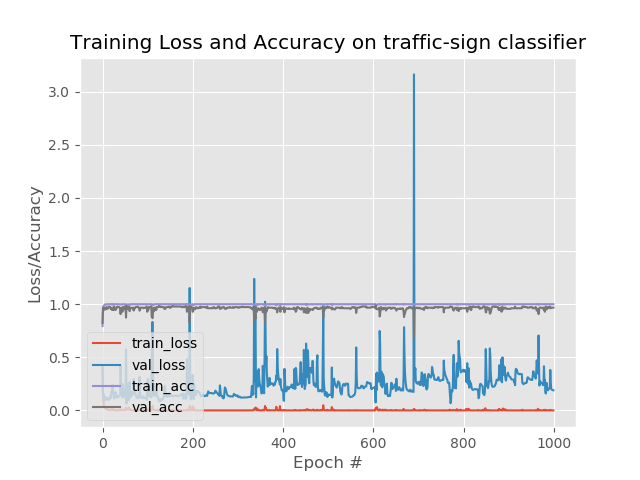 Training Loss and Accuracy on traffic-sign classifier
3.0
2.5
2.0
1.5
1.0
0.5
0.0
Loss/Accuracy
train_loss
val_loss
train_acc
val_acc
0 200 400 600 800 1000
Epoch #